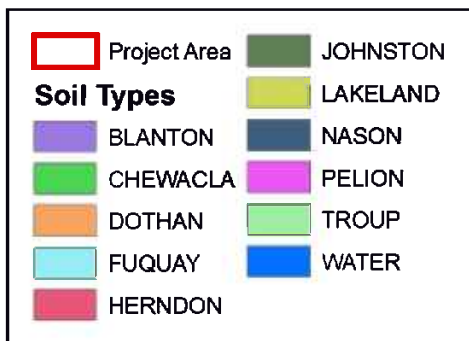 Project Area
Soil Types
BLANTON
CHEWACLA
DOTHAN
FUQUAY
HERNDON
JOHNSTON
LAKELAND
NASON
PELION
TROUP
WATER